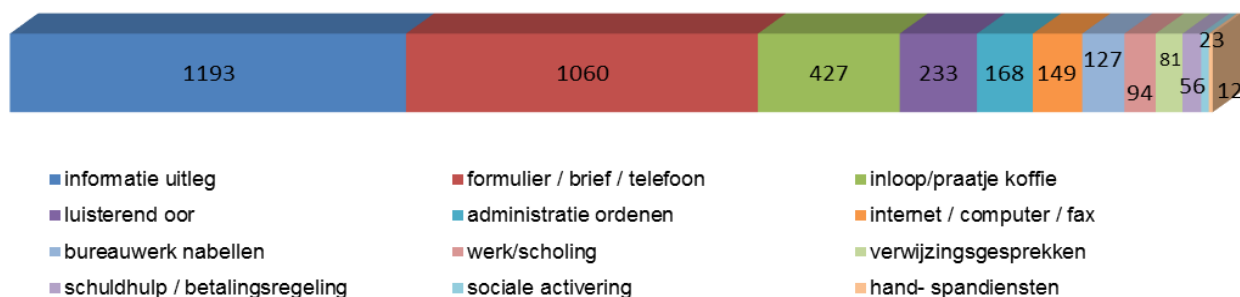 1193 1060 427 233 168 149 127 94 81 56 23 12
informatie uitleg formulier / brief / telefoon inloop/praatje koffie
luisterend oor administratie ordenen internet / computer / fax
bureauwerk nabellen werk/scholing verwijzingsgesprekken
schuldhulp / betalingsregeling sociale activering hand- spandiensten